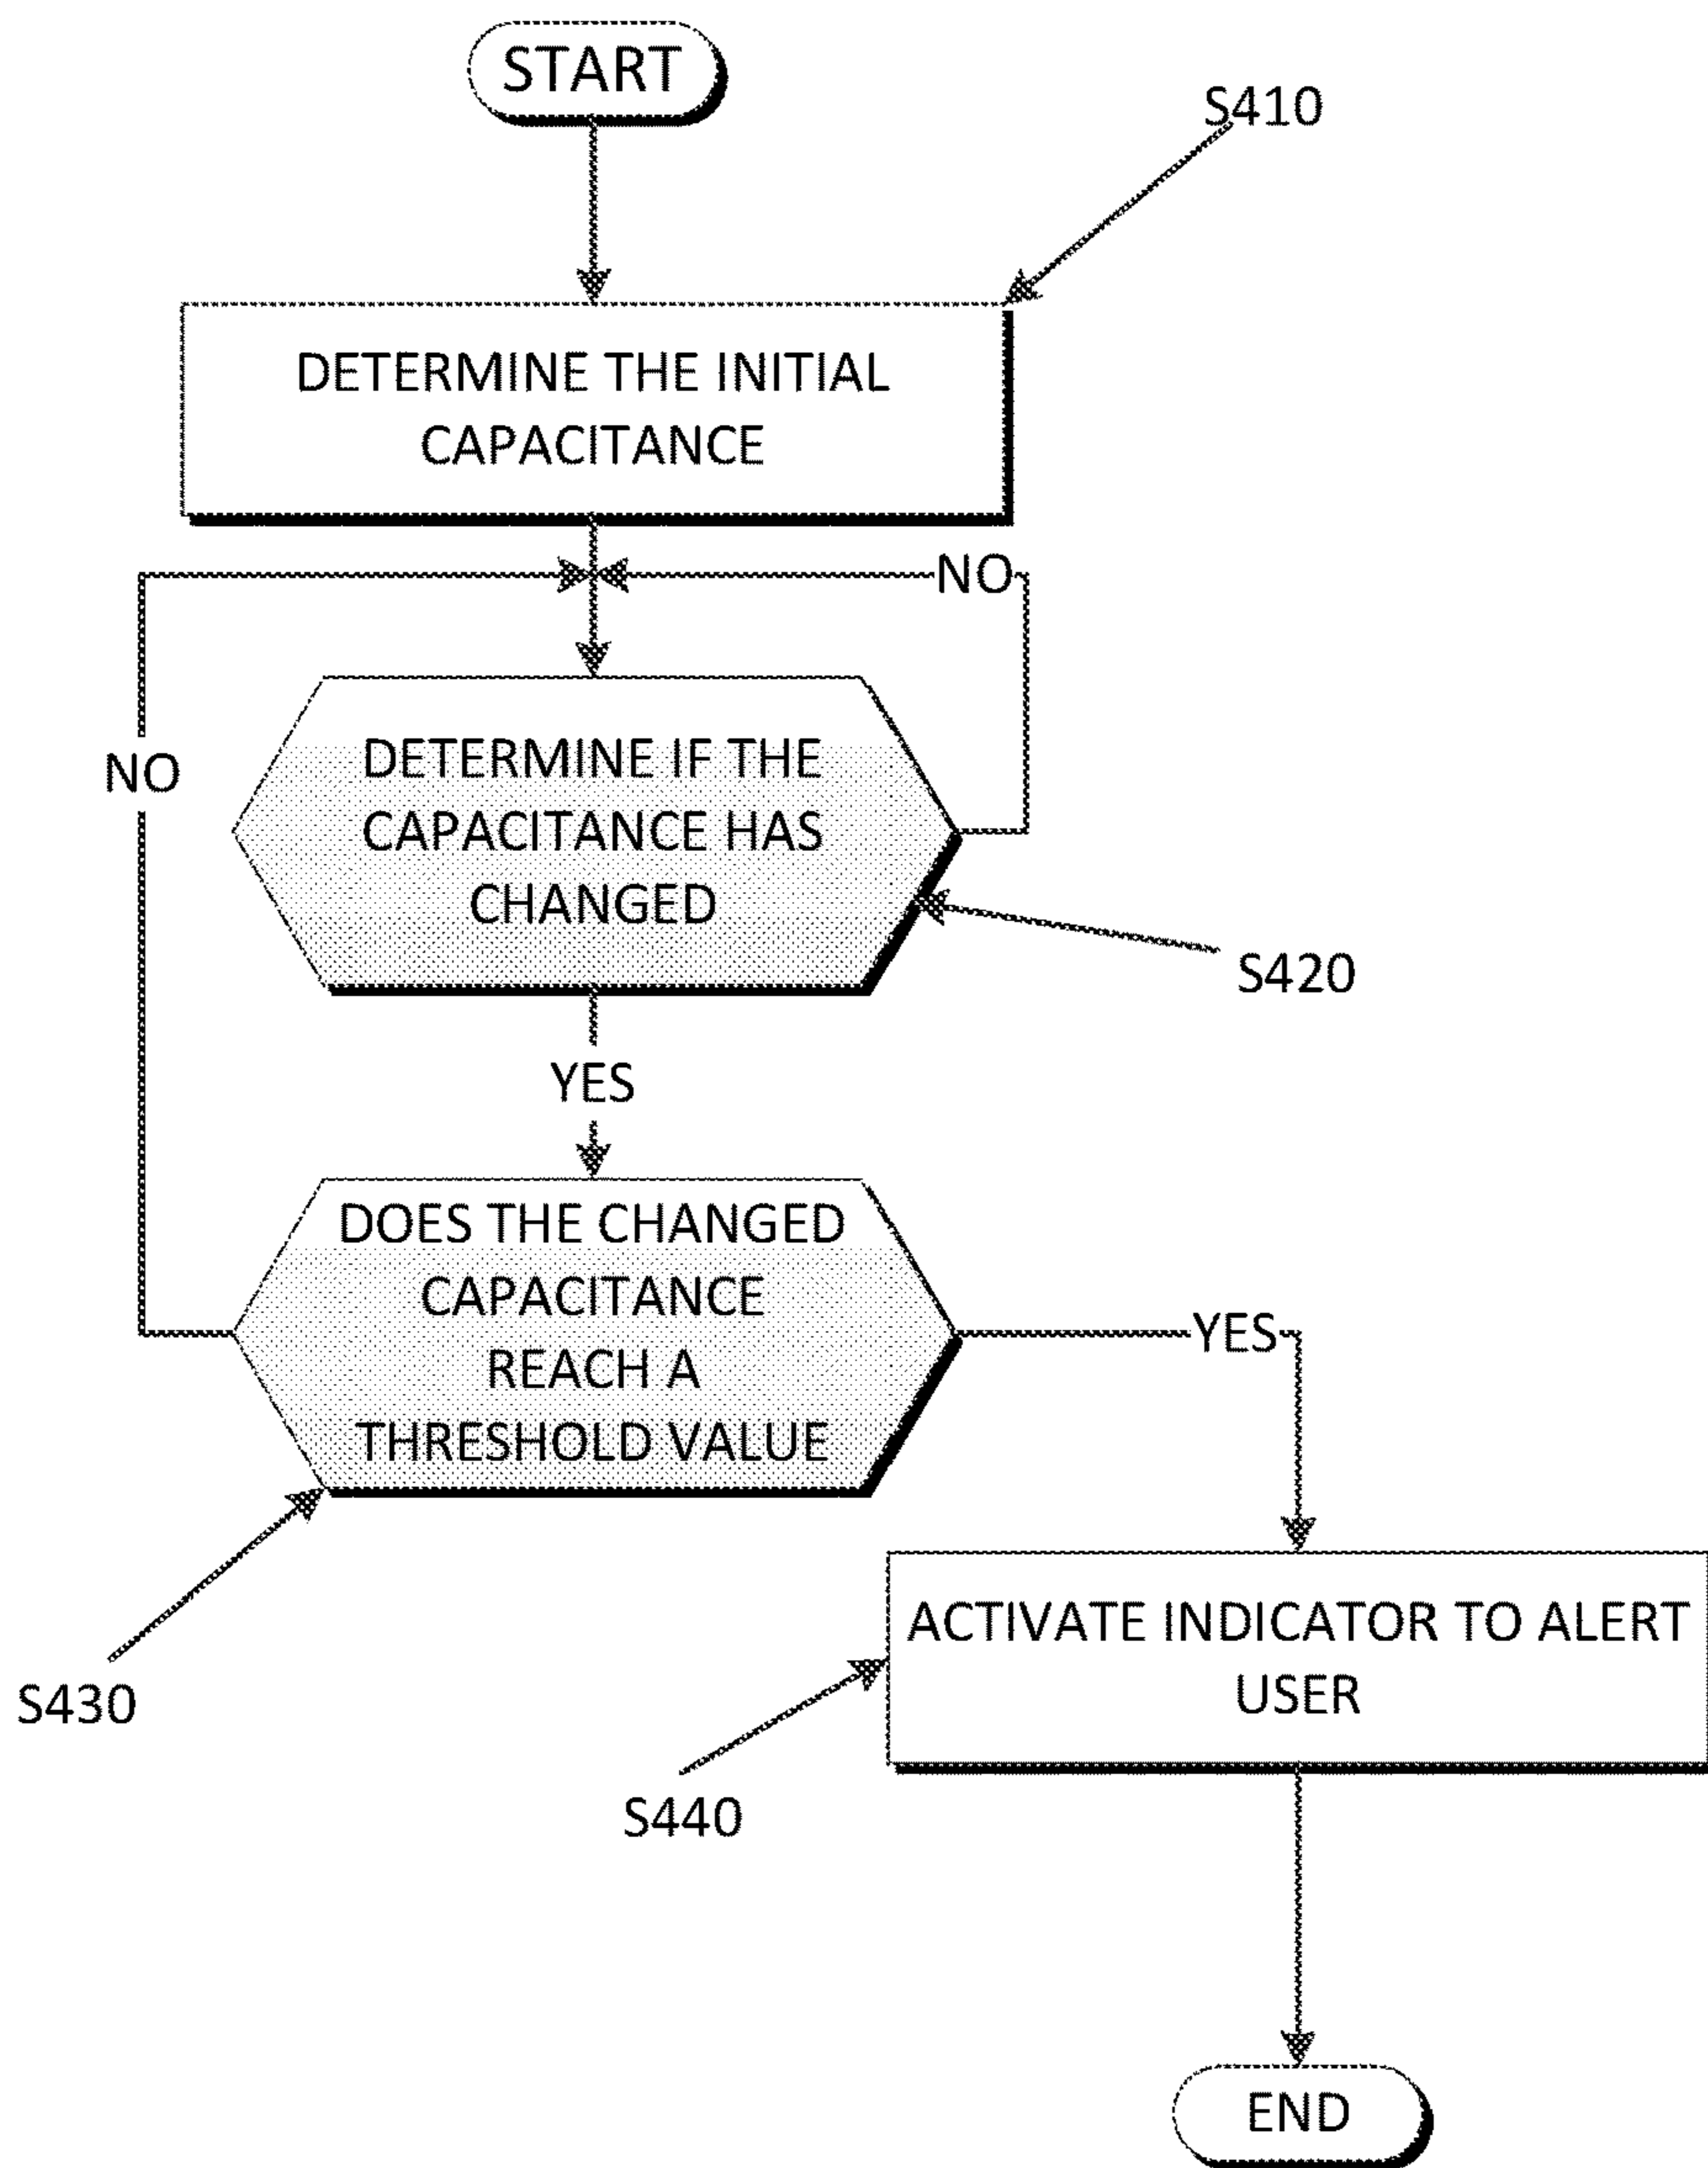 START
S410
DETERMINE THE INITIAL
CAPACITANCE
NO
NO
DETERMINE IF THE
CAPACITANCE HAS
CHANGED
S420
YES
DOES THE CHANGED
CAPACITANCE
REACH A
THRESHOLD VALUE
YES
S430
ACTIVATE INDICATOR TO ALERT
USER
S440
END